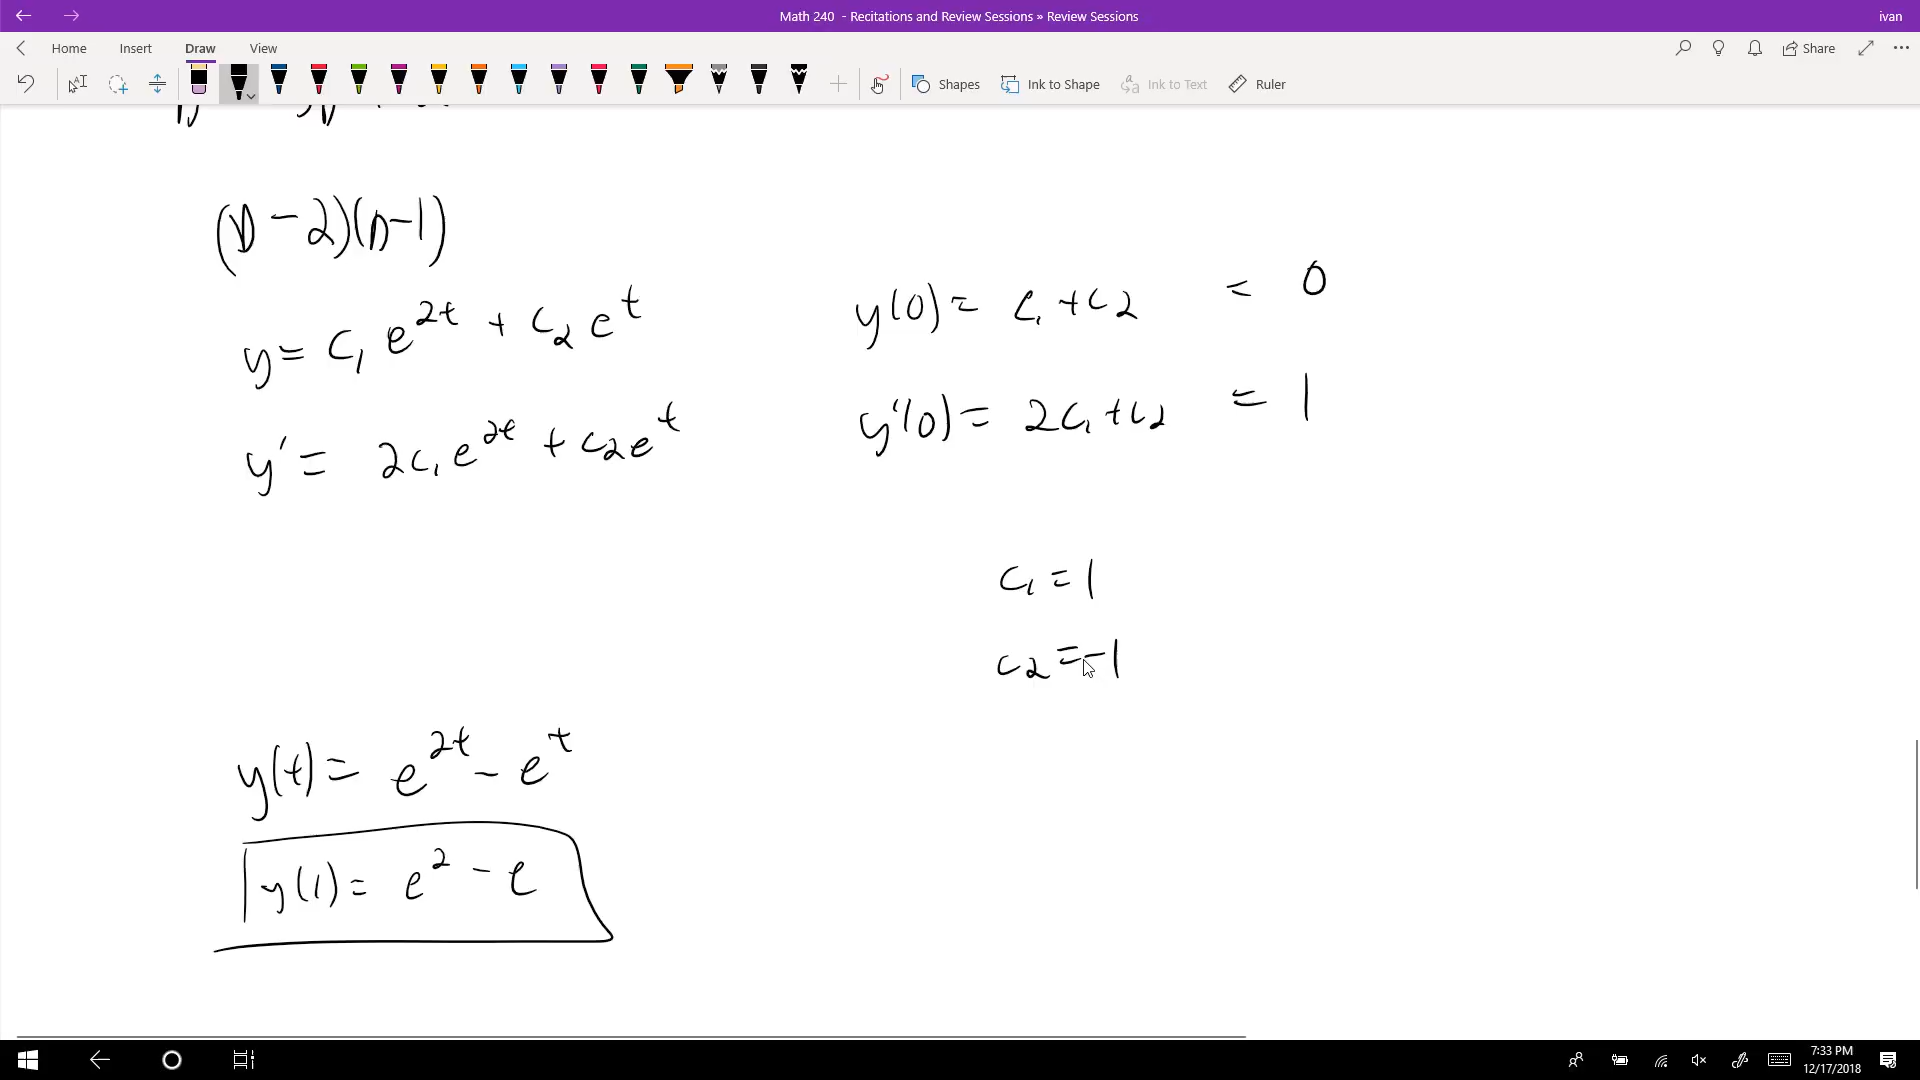 Math 240 - Recitations and Review Sessions » Review Sessions
ivan
Home Insert Draw View
Share
Shapes Ink to Shape Ink to Text Ruler
(D-2)(D-1)
y = c₁ e^{2t} + c₂ e^{t}
y(0) = c₁ + c₂ = 0
y' = 2c₁ e^{2t} + c₂ e^{t}
y'(0) = 2c₁ + c₂ = 1
c₁ = 1
c₂ = -1
y(t) = e^{2t} - e^{t}
y(1) = e² - e
7:33 PM
12/17/2018